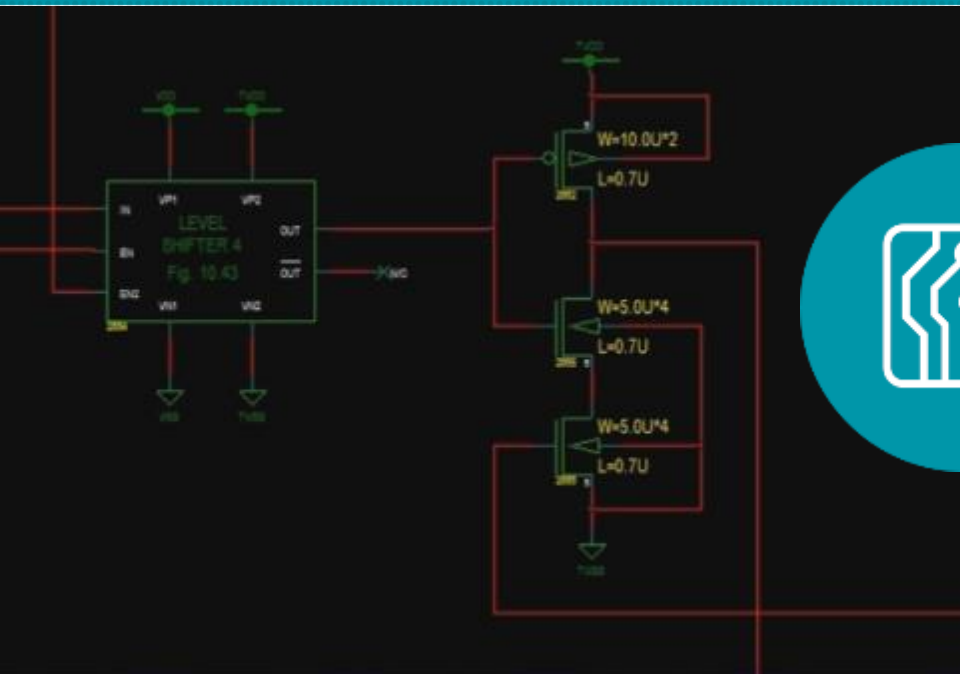 TVDD
VDD
TVDD
W=10.0U*2
L=0.7U
VP1
VP2
IN
LEVEL
SHIFTER 4
OUT
EN
Fig. 10.43
OUT
NC
EN2
VN1
VN2
W=5.0U*4
L=0.7U
VSS
TVSS
W=5.0U*4
L=0.7U
TVSS